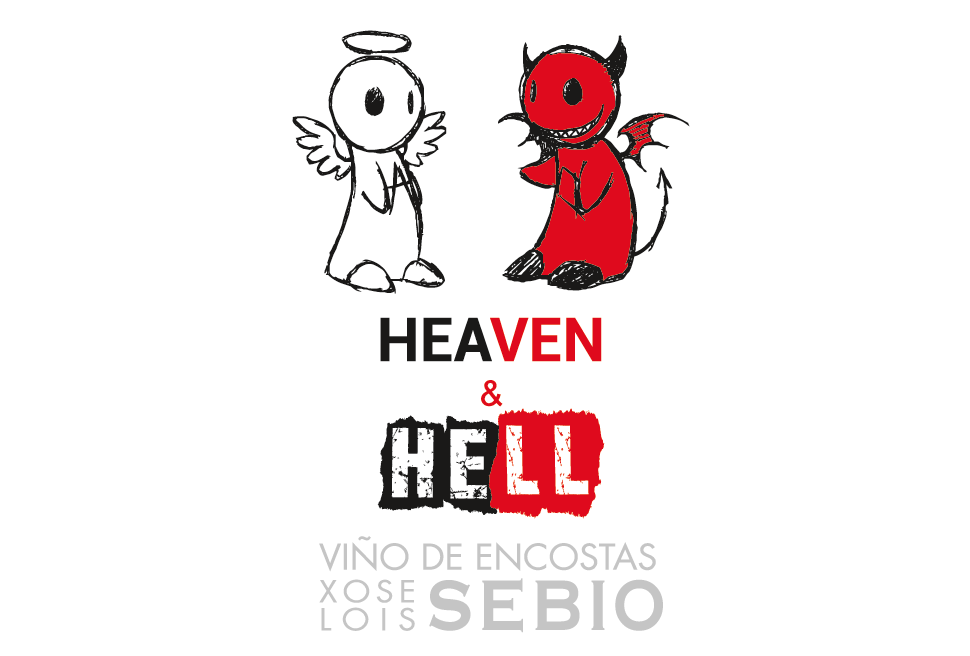 HEAVEN
&
HELL
VIÑO DE ENCOSTAS
XOSE
LOIS SEBIO